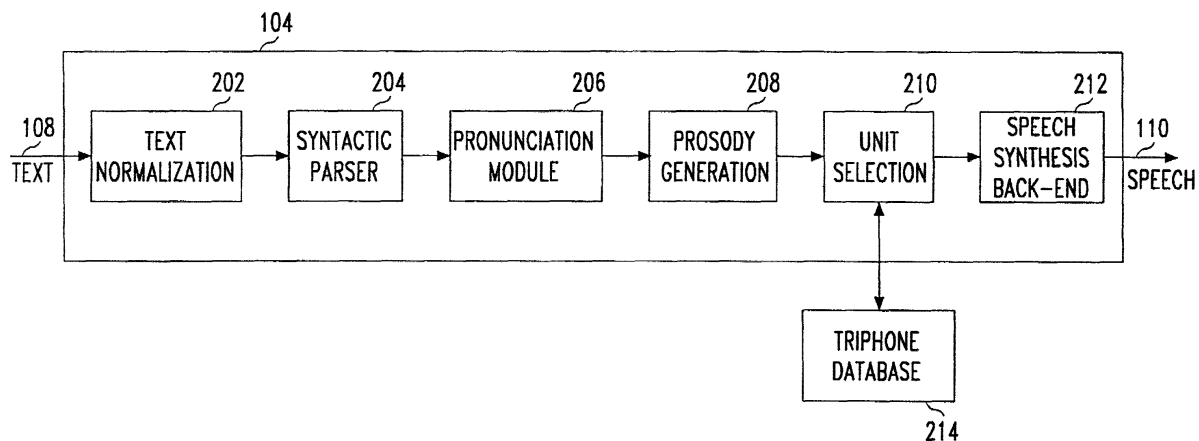 104
202
204
206
208
210
212
108
TEXT
TEXT
NORMALIZATION
SYNTACTIC
PARSER
PRONUNCIATION
MODULE
PROSODY
GENERATION
UNIT
SELECTION
SPEECH
SYNTHESIS
BACK-END
110
SPEECH
TRIPHONE
DATABASE
214